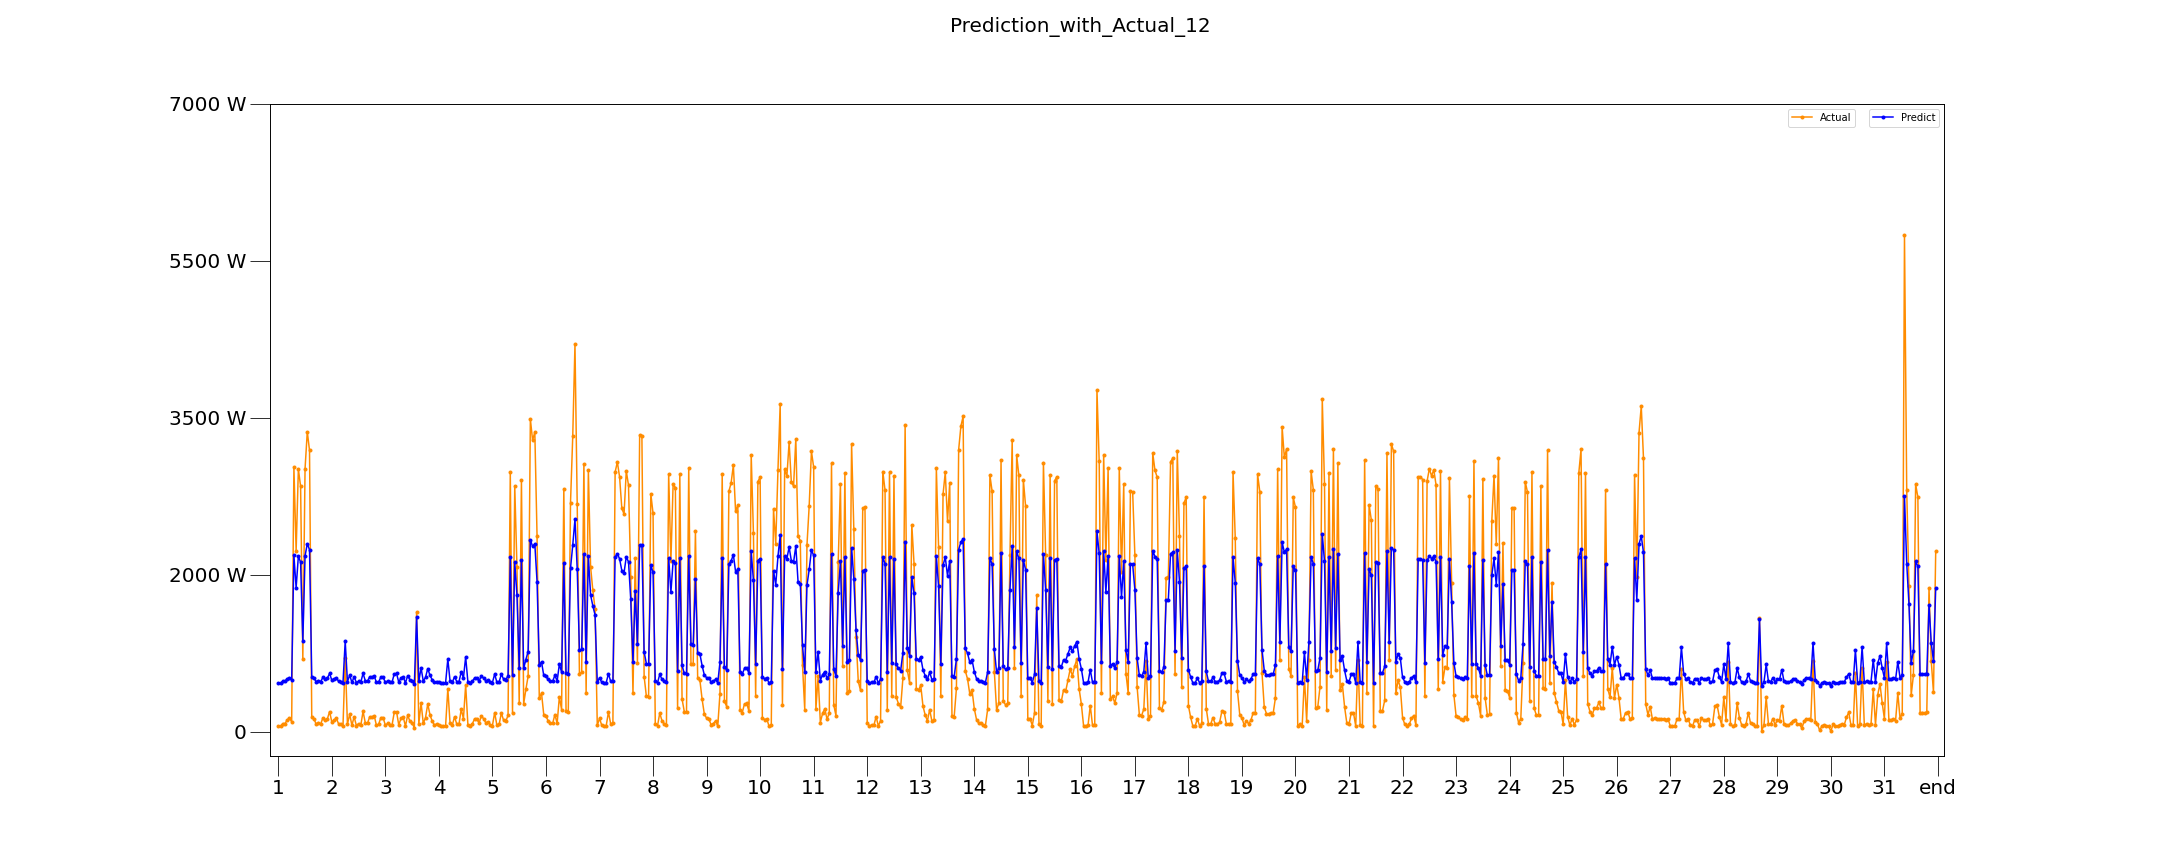 Prediction_with_Actual_12
7000 W
Actual Predict
5500 W
3500 W
2000 W
0
1 2 3 4 5 6 7 8 9 10 11 12 13 14 15 16 17 18 19 20 21 22 23 24 25 26 27 28 29 30 31 end